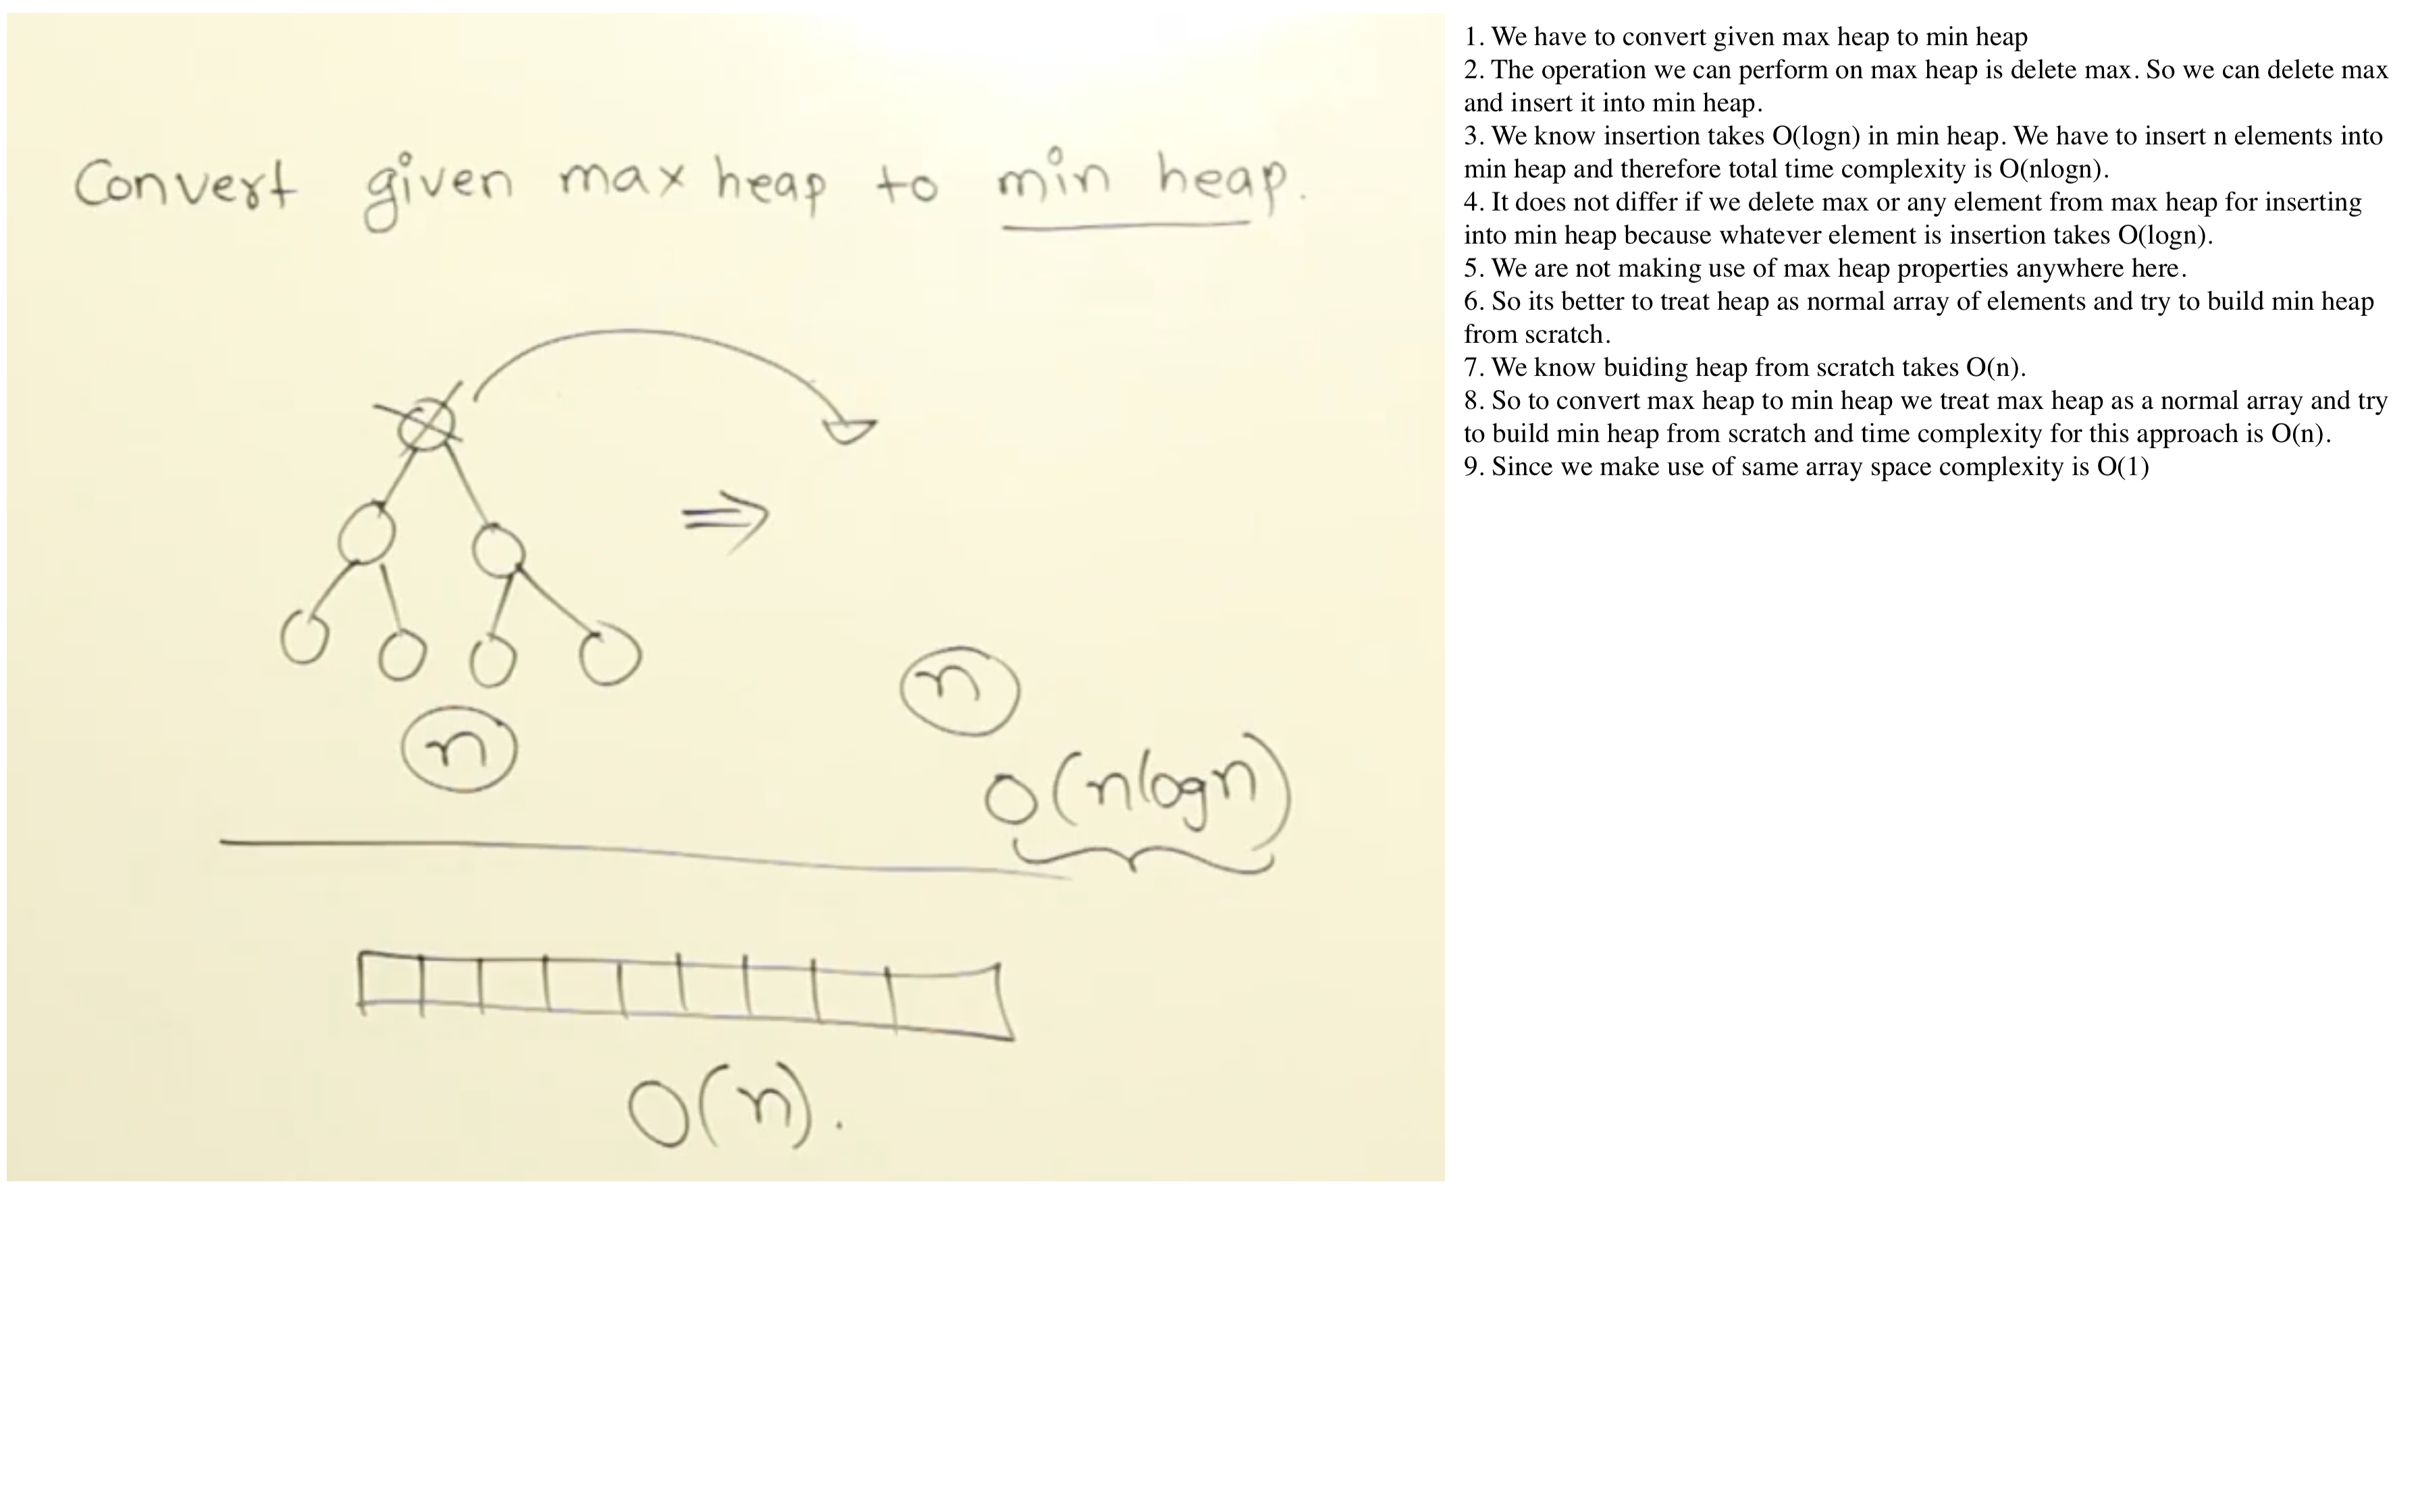 Convert given max heap to min heap.
n
n
O(nlogn)
O(n).
1. We have to convert given max heap to min heap
2. The operation we can perform on max heap is delete max. So we can delete max
and insert it into min heap.
3. We know insertion takes O(logn) in min heap. We have to insert n elements into
min heap and therefore total time complexity is O(nlogn).
4. It does not differ if we delete max or any element from max heap for inserting
into min heap because whatever element is insertion takes O(logn).
5. We are not making use of max heap properties anywhere here.
6. So its better to treat heap as normal array of elements and try to build min heap
from scratch.
7. We know buiding heap from scratch takes O(n).
8. So to convert max heap to min heap we treat max heap as a normal array and try
to build min heap from scratch and time complexity for this approach is O(n).
9. Since we make use of same array space complexity is O(1)